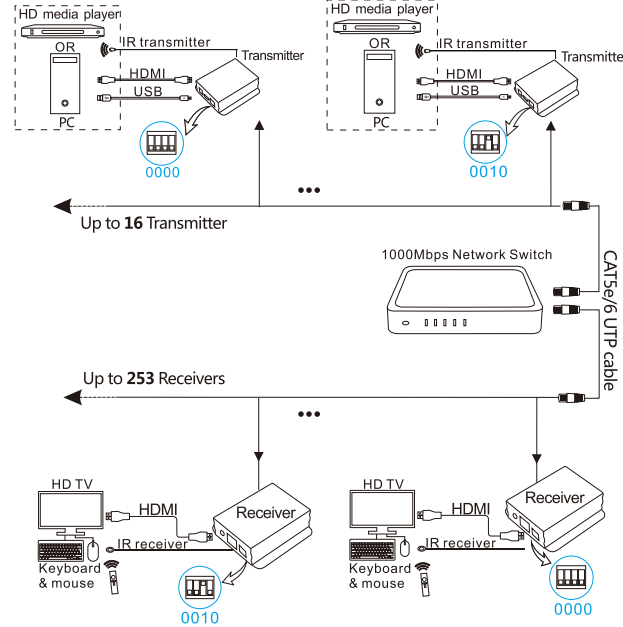 HD media player
OR
IR transmitter
Transmitter
HDMI
USB
PC
0000
HD media player
OR
IR transmitter
Transmitte
HDMI
USB
PC
0010
•••
Up to 16 Transmitter
1000Mbps Network Switch
CAT5e/6 UTP cable
Up to 253 Receivers
•••
HD TV
HDMI
Receiver
IR receiver
Keyboard
& mouse
0010
HD TV
HDMI
Receiver
IR receiver
Keyboard
& mouse
0000